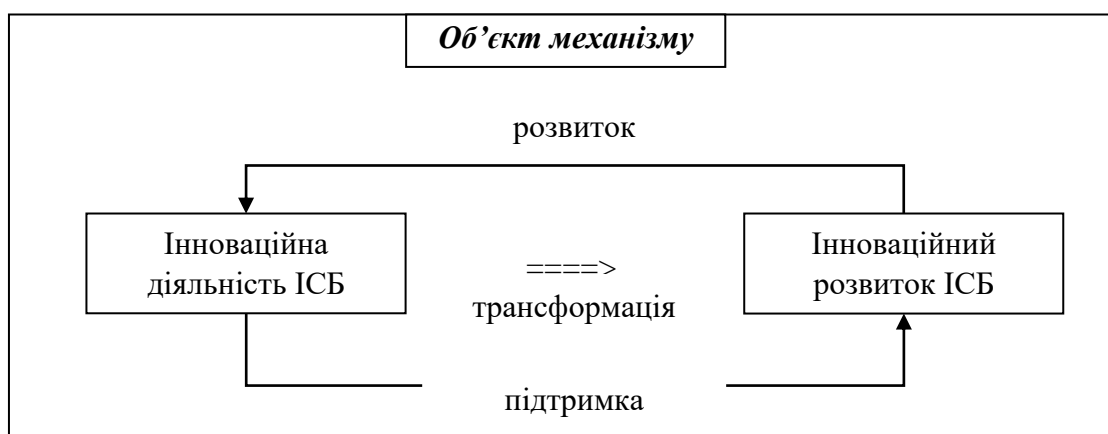 Об’єкт механізму
розвиток
Інноваційна
діяльність ІСБ
====>
трансформація
Інноваційний
розвиток ІСБ
підтримка